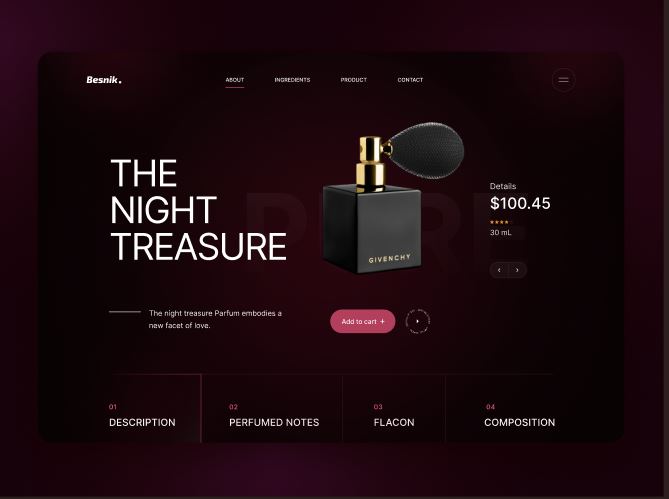 Besnik.
ABOUT
INGREDIENTS
PRODUCT
CONTACT
THE
NIGHT
TREASURE
GIVENCHY
Details
$100.45
30 mL
The night treasure Parfum embodies a
new facet of love.
Add to cart +
01
DESCRIPTION
02
PERFUMED NOTES
03
FLACON
04
COMPOSITION